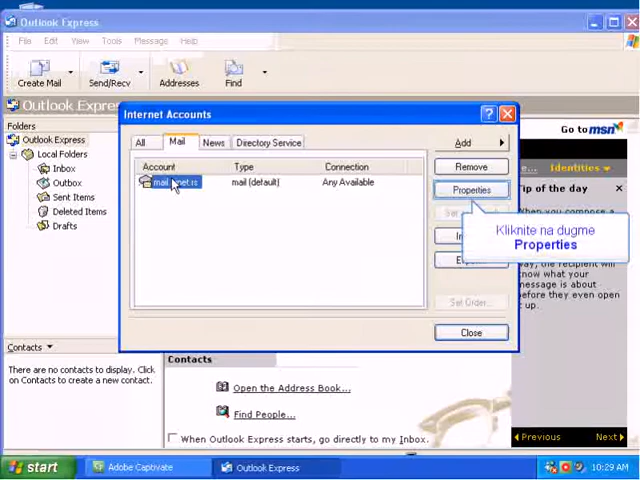 Outlook Express
File Edit View Tools Message Help
Create Mail Send/Recv Addresses Find
Outlook Express
Go to msn
Folders
Outlook Express
Local Folders
Inbox
Outbox
Sent Items
Deleted Items
Drafts
Internet Accounts
All Mail News Directory Service
Account Type Connection
mail (default) Any Available
Add
Remove
Properties
Set Order...
Close
Kliknite na dugme
Properties
Identities
Tip of the day
When you compose a
way, the recipient will
know what your
message is about
before they even open
it up.
Previous Next
Contacts
There are no contacts to display. Click
on Contacts to create a new contact.
Contacts
Open the Address Book...
Find People...
When Outlook Express starts, go directly to my Inbox.
start Adobe Captivate Outlook Express 10:29 AM